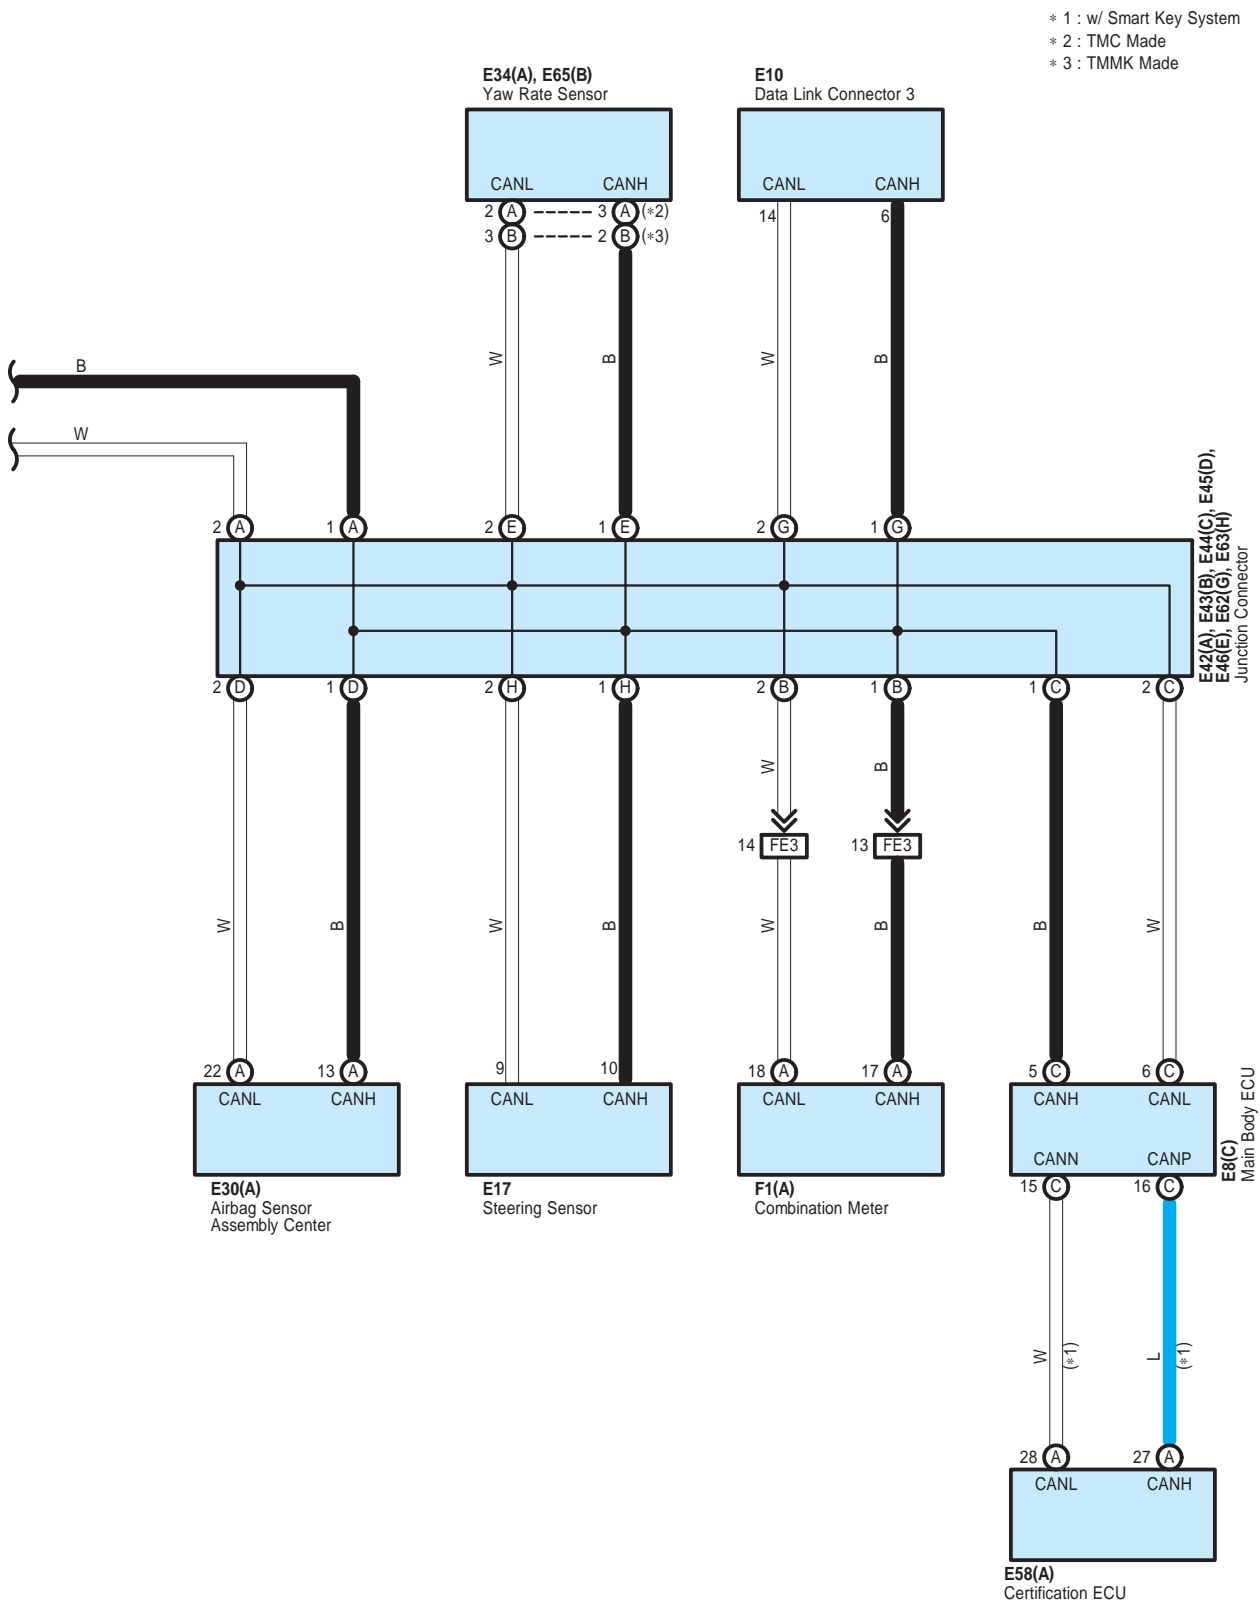 * 1 : w/ Smart Key System
* 2 : TMC Made
* 3 : TMMK Made
E34(A), E65(B)
Yaw Rate Sensor
E10
Data Link Connector 3
CANL CANH
CANL CANH
2 A 3 A (*2)
3 B 2 B (*3)
14 6
W B W B
B
W
2 A 1 A 2 E 1 E 2 G 1 G
E42(A), E43(B), E44(C), E45(D),
E46(E), E62(G), E63(H)
Junction Connector
2 D 1 D 2 H 1 H 2 B 1 B 1 C 2 C
W B
14 FE3 13 FE3
W B W B W B B W
22 A 13 A 9 10 18 A 17 A 5 C 6 C
CANL CANH
CANL CANH
CANL CANH
CANH CANL
CANN CANP
E8(C)
Main Body ECU
E30(A)
Airbag Sensor
Assembly Center
E17
Steering Sensor
F1(A)
Combination Meter
15 C 16 C
W (*1) L (*1)
28 A 27 A
CANL CANH
E58(A)
Certification ECU